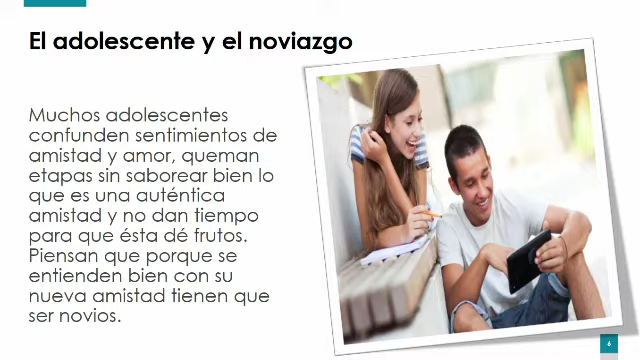 El adolescente y el noviazgo
Muchos adolescentes
confunden sentimientos de
amistad y amor, queman
etapas sin saborear bien lo
que es una auténtica
amistad y no dan tiempo
para que ésta dé frutos.
Piensan que porque se
entienden bien con su
nueva amistad tienen que
ser novios.
6